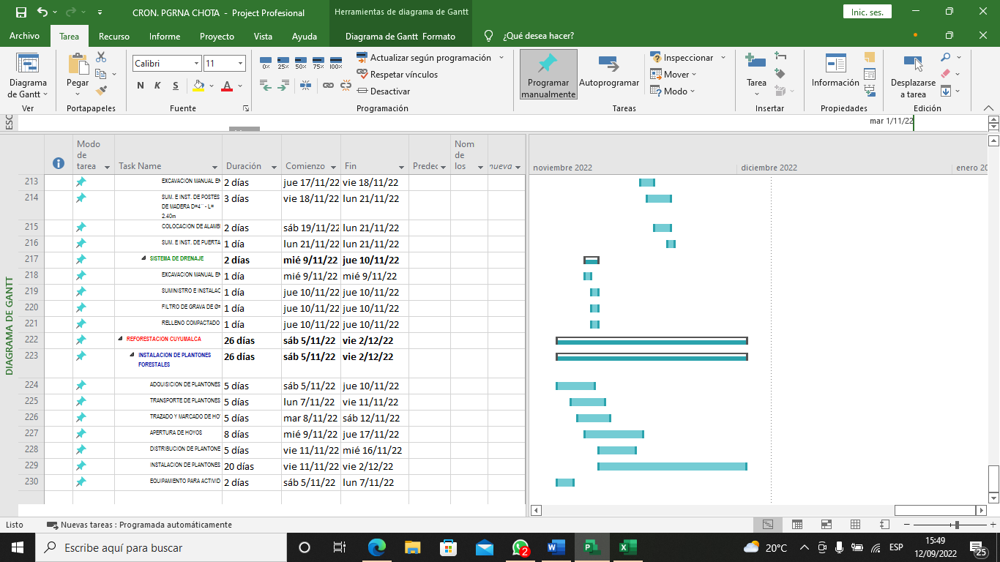 CRON. PGRNA CHOTA - Project Profesional
Herramientas de diagrama de Gantt
Inic. ses.
Archivo Tarea Recurso Informe Proyecto Vista Ayuda Diagrama de Gantt Formato ¿Qué desea hacer?
Diagrama de Gantt
Ver
Pegar
Portapapeles
Calibri 11
N K S A
Fuente
0% 25% 50% 75% 100%
Actualizar según programación
Respetar vínculos
Desactivar
Programación
Programar manualmente
Autoprogramar
Inspeccionar
Mover
Modo
Tareas
Tarea
Insertar
Información
Propiedades
Desplazarse a tarea
Edición
ESC
mar 1/11/22
DIAGRAMA DE GANTT
Modo de tarea Task Name Duración Comienzo Fin Predec Nom de los nueva
noviembre 2022 diciembre 2022 enero 20
213 EXCAVACION MANUAL EN 2 días jue 17/11/22 vie 18/11/22
214 SUM. E INST. DE POSTES DE MADERA D=4¨ - L= 2.40m 3 días vie 18/11/22 lun 21/11/22
215 COLOCACION DE ALAMB 2 días sáb 19/11/22 lun 21/11/22
216 SUM. E INST. DE PUERTA 1 día lun 21/11/22 lun 21/11/22
217 SISTEMA DE DRENAJE 2 días mié 9/11/22 jue 10/11/22
218 EXCAVACION MANUAL EN 1 día mié 9/11/22 mié 9/11/22
219 SUMINISTRO E INSTALAC 1 día jue 10/11/22 jue 10/11/22
220 FILTRO DE GRAVA DE Ø= 1 día jue 10/11/22 jue 10/11/22
221 RELLENO COMPACTADO 1 día jue 10/11/22 jue 10/11/22
222 REFORESTACION CUYUMALCA 26 días sáb 5/11/22 vie 2/12/22
223 INSTALACION DE PLANTONES FORESTALES 26 días sáb 5/11/22 vie 2/12/22
224 ADQUISICION DE PLANTONES 5 días sáb 5/11/22 jue 10/11/22
225 TRANSPORTE DE PLANTONES 5 días lun 7/11/22 vie 11/11/22
226 TRAZADO Y MARCADO DE HO 5 días mar 8/11/22 sáb 12/11/22
227 APERTURA DE HOYOS 8 días mié 9/11/22 jue 17/11/22
228 DISTRIBUCION DE PLANTONE 5 días vie 11/11/22 mié 16/11/22
229 INSTALACION DE PLANTONES 20 días vie 11/11/22 vie 2/12/22
230 EQUIPAMIENTO PARA ACTIVID 2 días sáb 5/11/22 lun 7/11/22
Listo Nuevas tareas : Programada automáticamente
Escribe aquí para buscar
2
20°C
ESP
15:49
12/09/2022
25